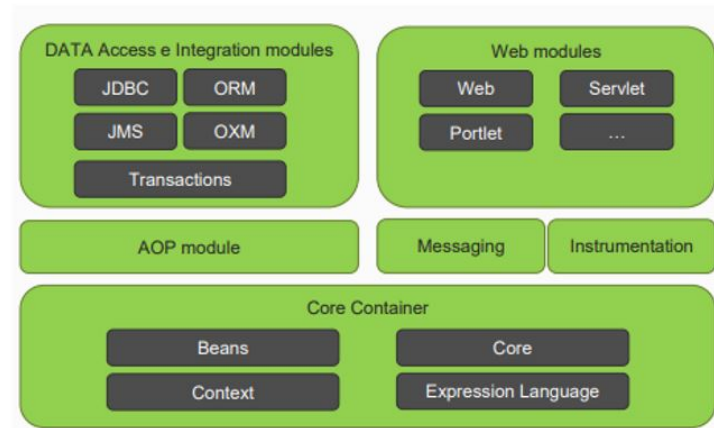 DATA Access e Integration modules
JDBC
ORM
JMS
OXM
Transactions
Web modules
Web
Servlet
Portlet
...
AOP module
Messaging
Instrumentation
Core Container
Beans
Core
Context
Expression Language